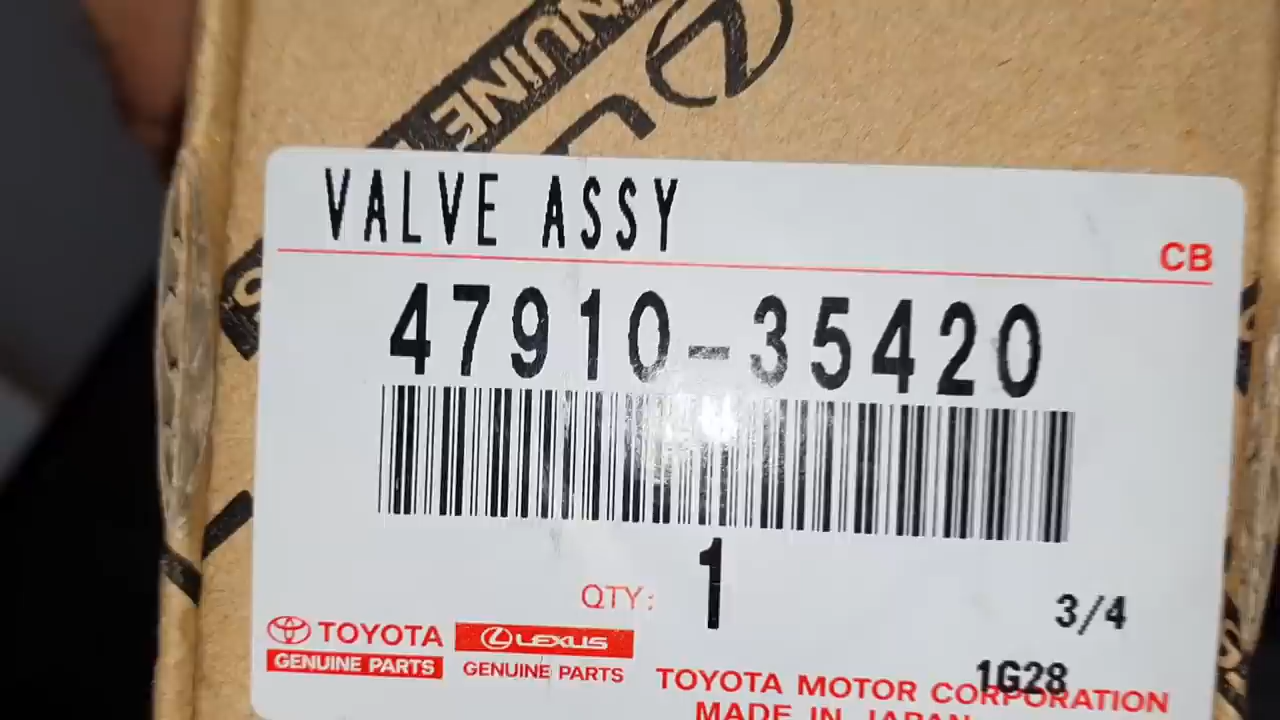 NUINE
VALVE ASSY
CB
47910-35420
QTY: 1
3/4
TOYOTA LEXUS
GENUINE PARTS GENUINE PARTS
1G28
TOYOTA MOTOR CORPORATION
MADE IN JAPAN